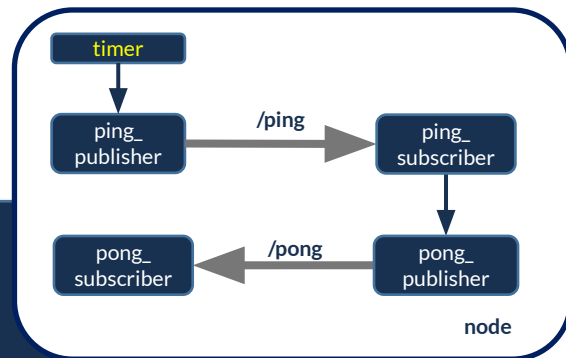 timer
ping_
publisher
/ping
ping_
subscriber
pong_
subscriber
/pong
pong_
publisher
node